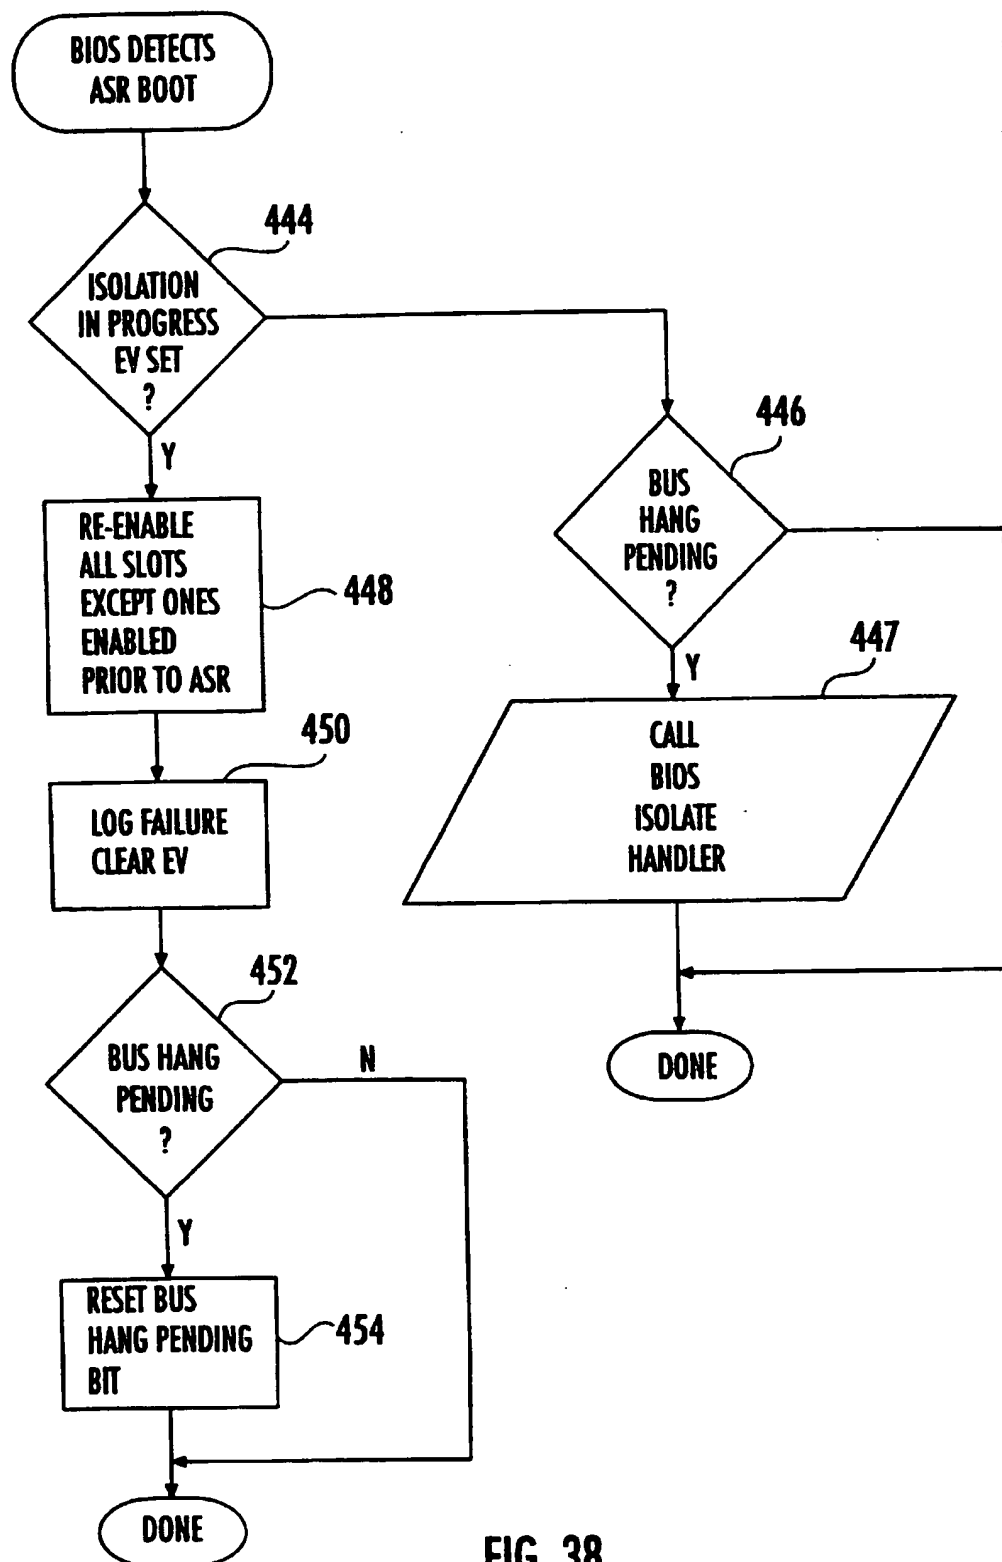 BIOS DETECTS
ASR BOOT
444
ISOLATION
IN PROGRESS
EV SET
?
Y
446
BUS
HANG
PENDING
?
Y
RE-ENABLE
ALL SLOTS
EXCEPT ONES
ENABLED
PRIOR TO ASR
448
447
CALL
BIOS
ISOLATE
HANDLER
450
LOG FAILURE
CLEAR EV
452
BUS HANG
PENDING
?
N
Y
DONE
RESET BUS
HANG PENDING
BIT
454
DONE
FIG. 38